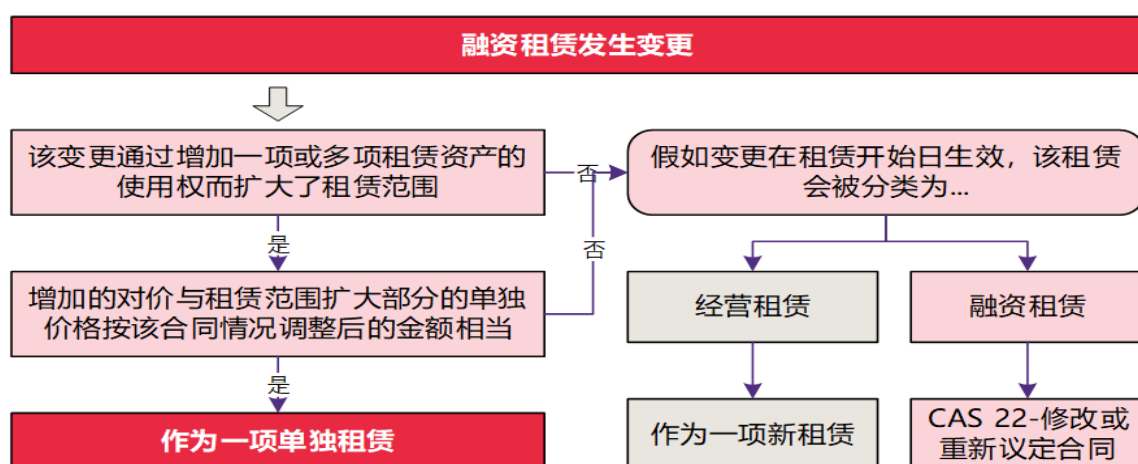 融资租赁发生变更
该变更通过增加一项或多项租赁资产的
使用权而扩大了租赁范围
否
假如变更在租赁开始日生效，该租赁
会被分类为...
是
否
增加的对价与租赁范围扩大部分的单独
价格按该合同情况调整后的金额相当
经营租赁
融资租赁
是
作为一项单独租赁
作为一项新租赁
CAS 22-修改或
重新议定合同